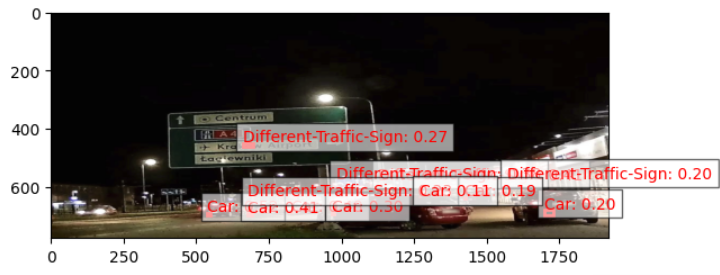 0
200
Centrum
400
A4
Different-Traffic-Sign: 0.27
Łagiewniki
Different-Traffic-Sign: Different-Traffic-Sign: 0.20
600
Different-Traffic-Sign: Car: 0.11: 0.19
Car: Car: 0.41 Car: 0.30 Car: 0.20
0 250 500 750 1000 1250 1500 1750